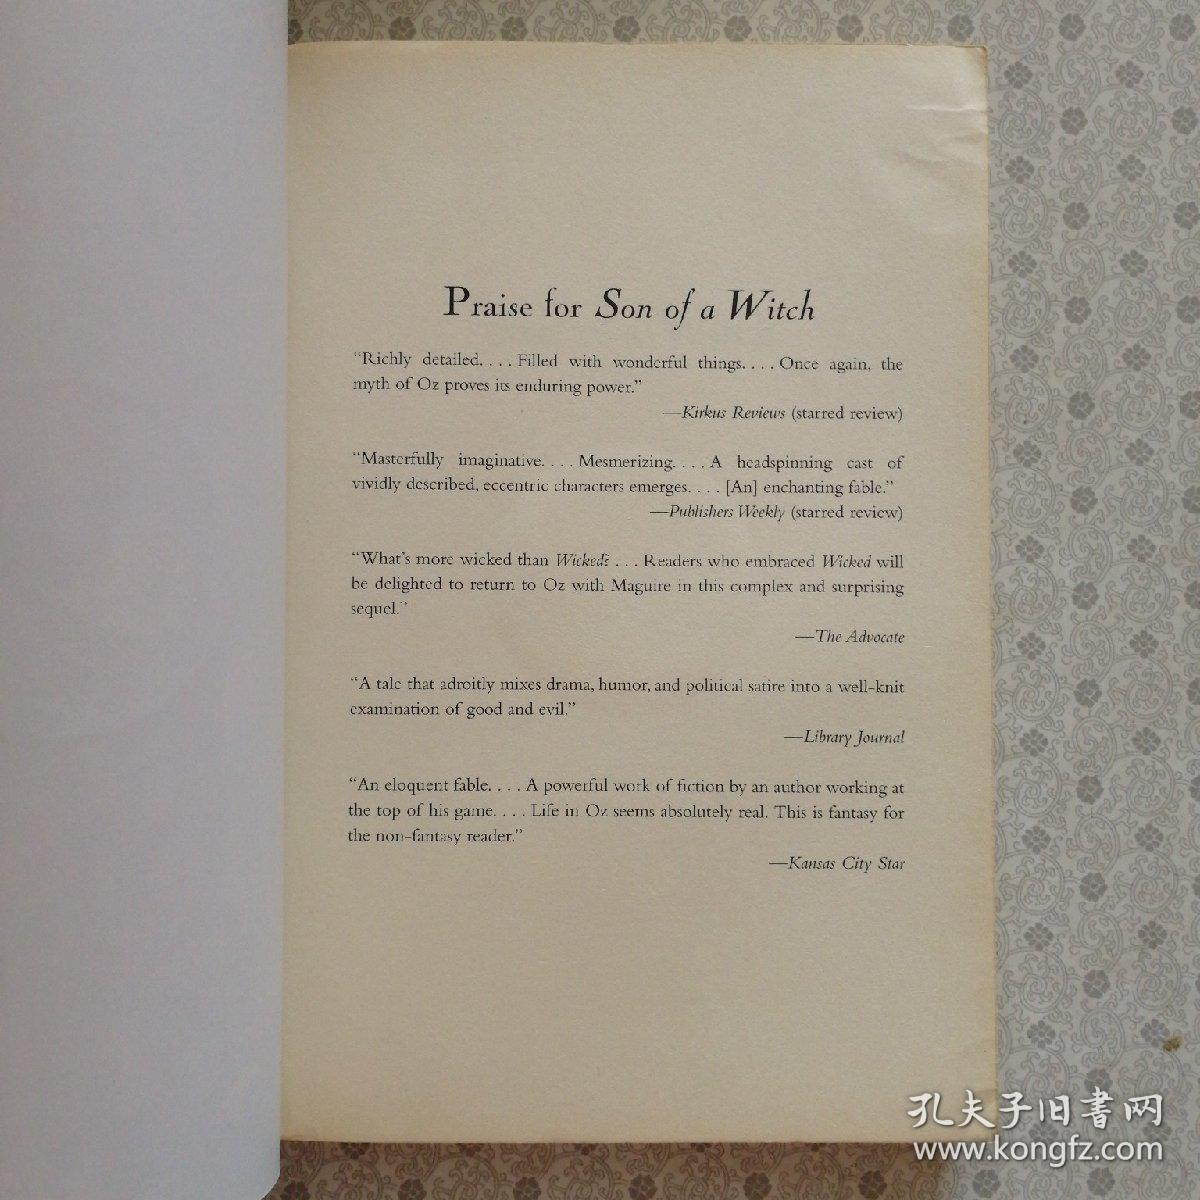 Praise for Son of a Witch
“Richly detailed. . . . Filled with wonderful things. . . . Once again, the
myth of Oz proves its enduring power.”
—Kirkus Reviews (starred review)
“Masterfully imaginative. . . . Mesmerizing. . . . A headspinning cast of
vividly described, eccentric characters emerges. . . . [An] enchanting fable.”
—Publishers Weekly (starred review)
“What’s more wicked than Wicked? . . . Readers who embraced Wicked will
be delighted to return to Oz with Maguire in this complex and surprising
sequel.”
—The Advocate
“A tale that adroitly mixes drama, humor, and political satire into a well-knit
examination of good and evil.”
—Library Journal
“An eloquent fable. . . . A powerful work of fiction by an author working at
the top of his game. . . . Life in Oz seems absolutely real. This is fantasy for
the non-fantasy reader.”
—Kansas City Star
孔夫子旧书网
www.kongfz.com